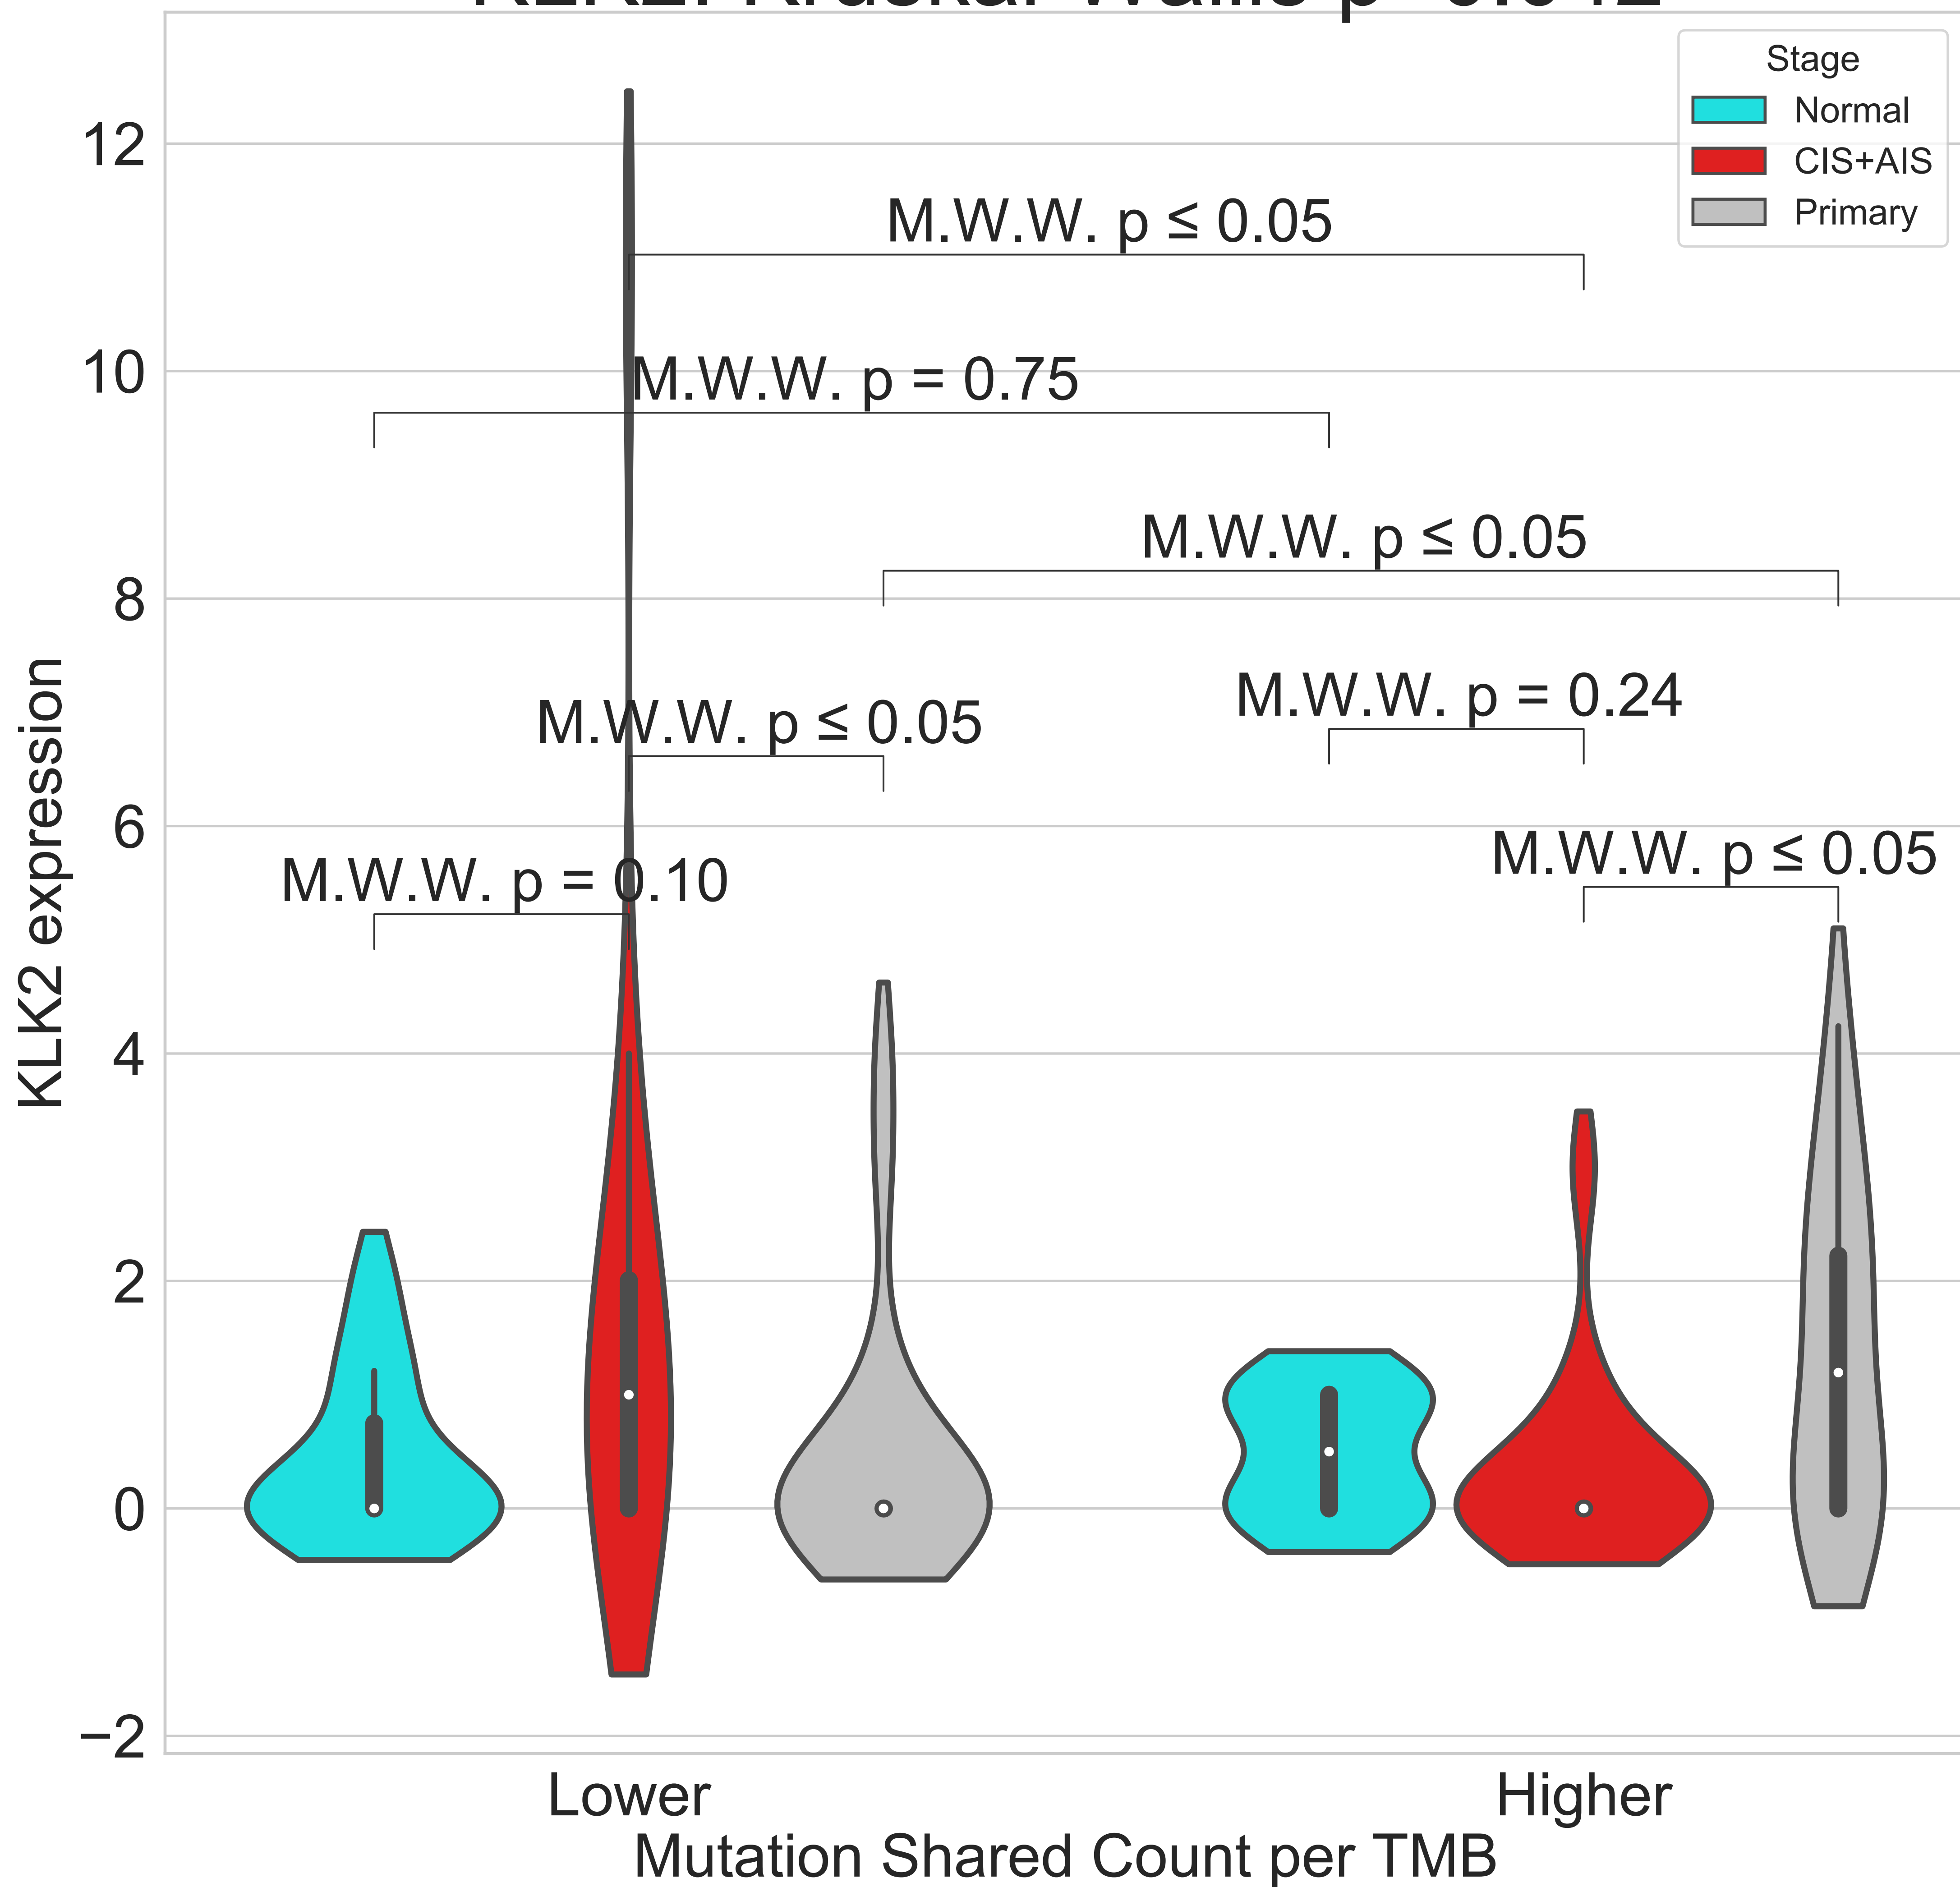 Stage
Normal
CIS+AIS
Primary
12
10
8
6
4
2
0
−2
KLK2 expression
M.W.W. p ≤ 0.05
M.W.W. p = 0.75
M.W.W. p ≤ 0.05
M.W.W. p = 0.24
M.W.W. p ≤ 0.05
M.W.W. p ≤ 0.05
M.W.W. p = 0.10
Lower
Higher
Mutation Shared Count per TMB